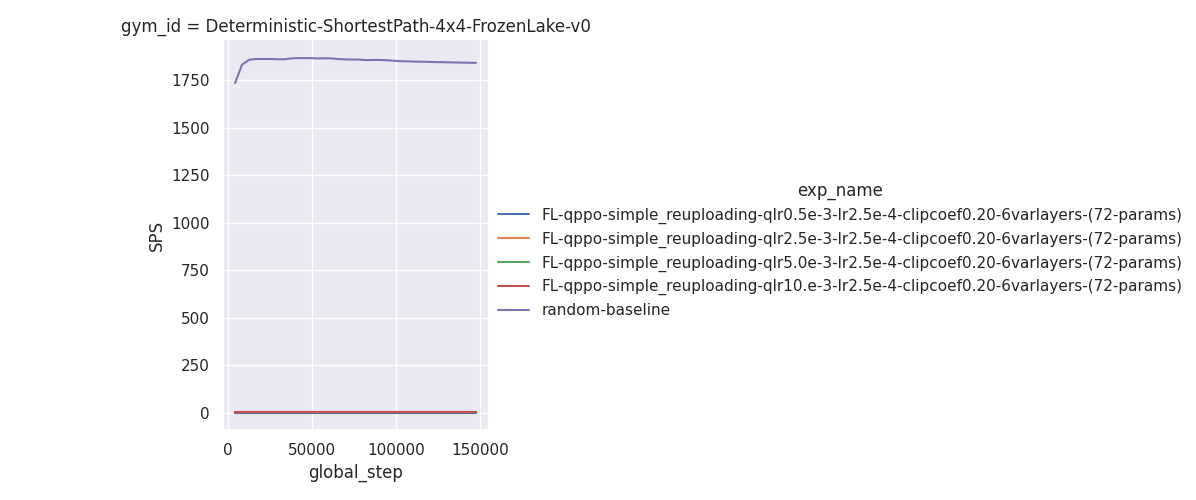 gym_id = Deterministic-ShortestPath-4x4-FrozenLake-v0
1750
1500
1250
1000
750
500
250
0
SPS
0 50000 100000 150000
global_step
exp_name
FL-qppo-simple_reuploading-qlr0.5e-3-lr2.5e-4-clipcoef0.20-6varlayers-(72-params)
FL-qppo-simple_reuploading-qlr2.5e-3-lr2.5e-4-clipcoef0.20-6varlayers-(72-params)
FL-qppo-simple_reuploading-qlr5.0e-3-lr2.5e-4-clipcoef0.20-6varlayers-(72-params)
FL-qppo-simple_reuploading-qlr10.e-3-lr2.5e-4-clipcoef0.20-6varlayers-(72-params)
random-baseline